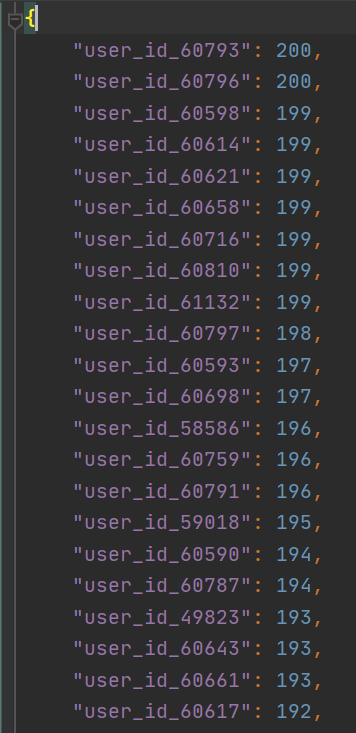 {
"user_id_60793": 200,
"user_id_60796": 200,
"user_id_60598": 199,
"user_id_60614": 199,
"user_id_60621": 199,
"user_id_60658": 199,
"user_id_60716": 199,
"user_id_60810": 199,
"user_id_61132": 199,
"user_id_60797": 198,
"user_id_60593": 197,
"user_id_60698": 197,
"user_id_58586": 196,
"user_id_60759": 196,
"user_id_60791": 196,
"user_id_59018": 195,
"user_id_60590": 194,
"user_id_60787": 194,
"user_id_49823": 193,
"user_id_60643": 193,
"user_id_60661": 193,
"user_id_60617": 192,